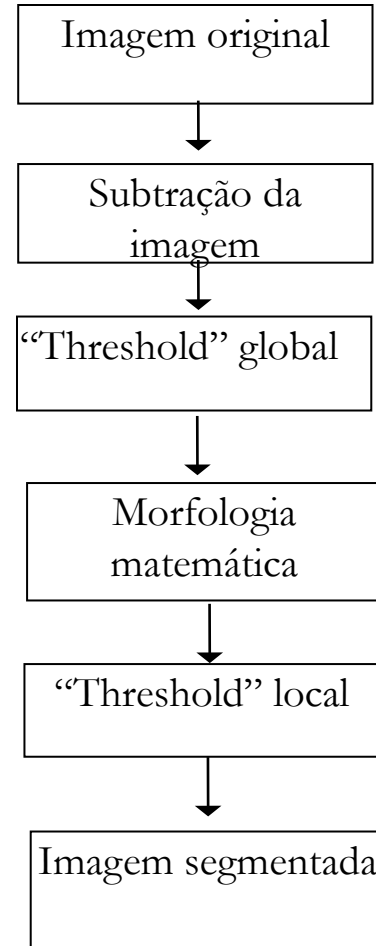 Imagem original
Subtração da
imagem
“Threshold” global
Morfologia
matemática
“Threshold” local
Imagem segmentada